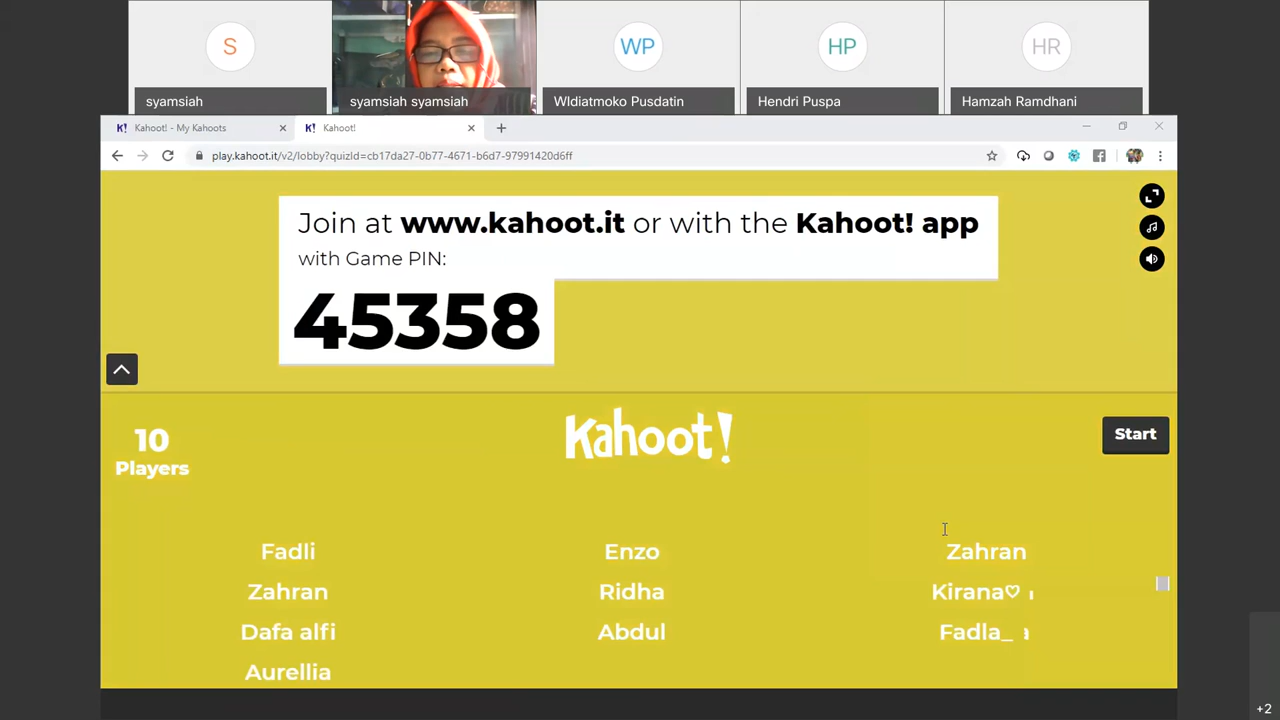 S
WP
HP
HR
syamsiah
syamsiah syamsiah
WIdiatmoko Pusdatin
Hendri Puspa
Hamzah Ramdhani
K! Kahoot! - My Kahoots
K! Kahoot!
play.kahoot.it/v2/lobby?quizId=cb17da27-0b77-4671-b6d7-97991420d6ff
Join at www.kahoot.it or with the Kahoot! app
with Game PIN:
45358
10
Players
Kahoot!
Start
Fadli
Enzo
Zahran
Zahran
Ridha
Kirana♡
Dafa alfi
Abdul
Fadla_ a
Aurellia
+2